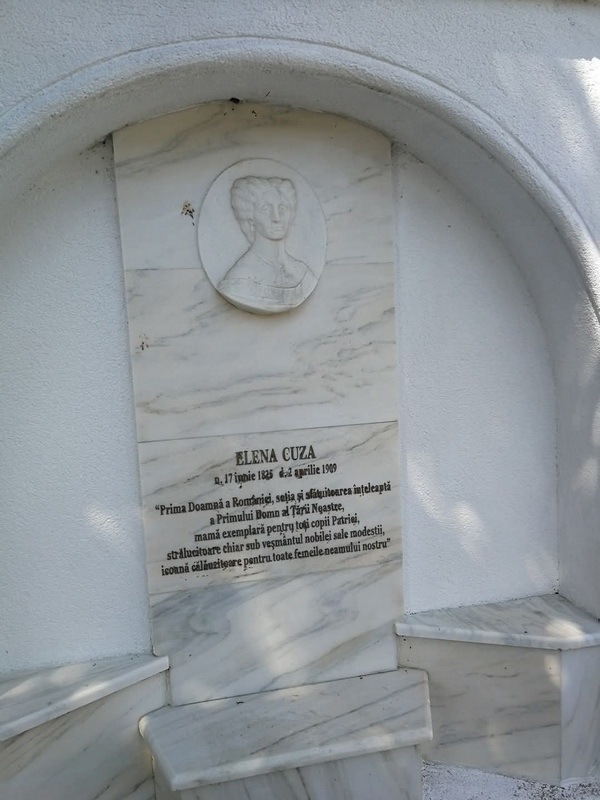 ELENA CUZA
n. 17 iunie 1825 d. 2 aprilie 1909
"Prima Doamnă a României, soția și sfătuitoarea înțeleaptă
a Primului Domn al Țării Noastre,
mamă exemplară pentru toți copii Patriei,
strălucitoare chiar sub veșmântul nobilei sale modestii,
icoană călăuzitoare pentru toate femeile neamului nostru"